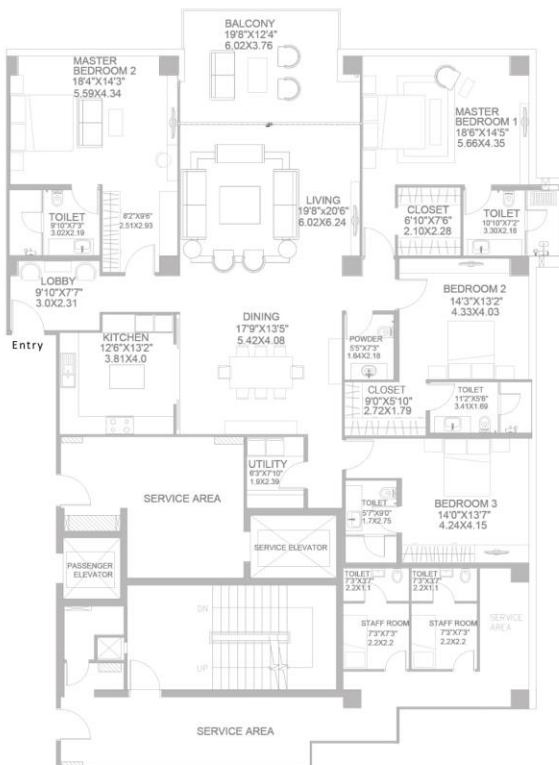 BALCONY
19'8"X12'4"
6.02X3.76
MASTER
BEDROOM 2
18'4"X14'3"
5.59X4.34
MASTER
BEDROOM 1
18'6"X14'5"
5.66X4.35
LIVING
19'8"x20'6"
6.02X6.24
TOILET
9'10"X7'3"
3.02X2.19
8'2"X9'6"
2.51X2.93
CLOSET
6'10"X7'6"
2.10X2.28
TOILET
10'10"X7'2"
3.30X2.18
LOBBY
9'10"X7'7"
3.0X2.31
Entry
KITCHEN
12'6"X13'2"
3.81X4.0
DINING
17'9"X13'5"
5.42X4.08
BEDROOM 2
14'3"X13'2"
4.33X4.03
POWDER
5'5"X7'3"
1.64X2.18
CLOSET
9'0"X5'10"
2.72X1.79
TOILET
11'2"X5'6"
3.41X1.69
UTILITY
6'3"X7'10"
1.9X2.39
SERVICE AREA
SERVICE ELEVATOR
PASSENGER
ELEVATOR
TOILET
5'7"X9'0"
1.7X2.75
BEDROOM 3
14'0"X13'7"
4.24X4.15
TOILET
7'3"X3'7"
2.2X1.1
TOILET
7'3"X3'7"
2.2X1.1
STAFF ROOM
7'3"X7'3"
2.2X2.2
STAFF ROOM
7'3"X7'3"
2.2X2.2
SERVICE
AREA
DN
UP
SERVICE AREA